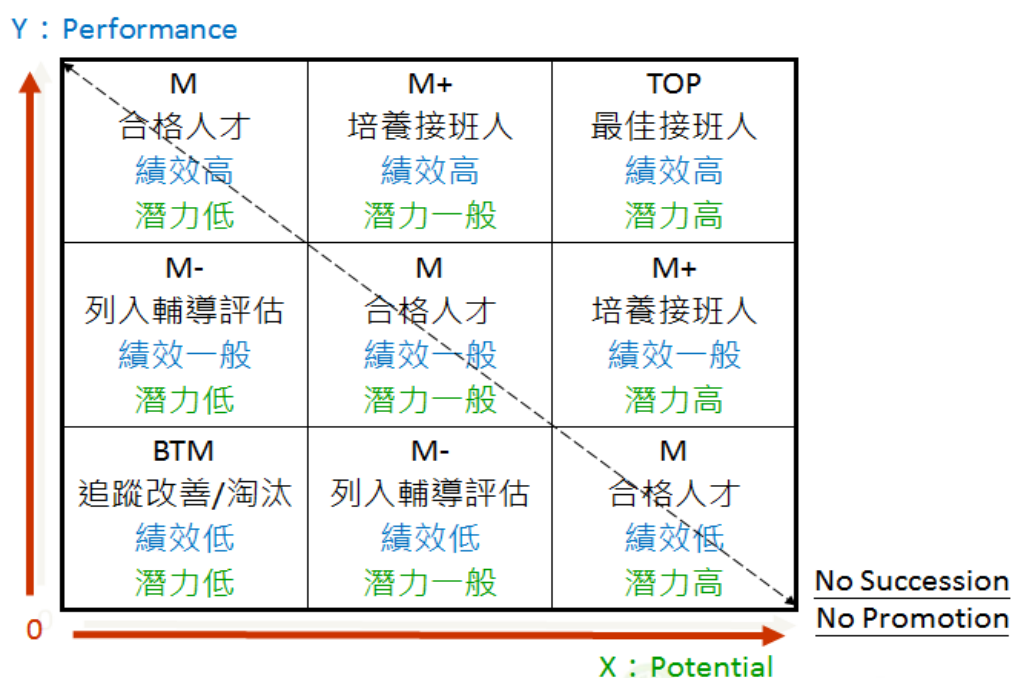 Y：Performance
M
合格人才
績效高
潛力低
M+
培養接班人
績效高
潛力一般
TOP
最佳接班人
績效高
潛力高
M-
列入輔導評估
績效一般
潛力低
M
合格人才
績效一般
潛力一般
M+
培養接班人
績效一般
潛力高
BTM
追蹤改善/淘汰
績效低
潛力低
M-
列入輔導評估
績效低
潛力一般
M
合格人才
績效低
潛力高
No Succession
No Promotion
0
X：Potential